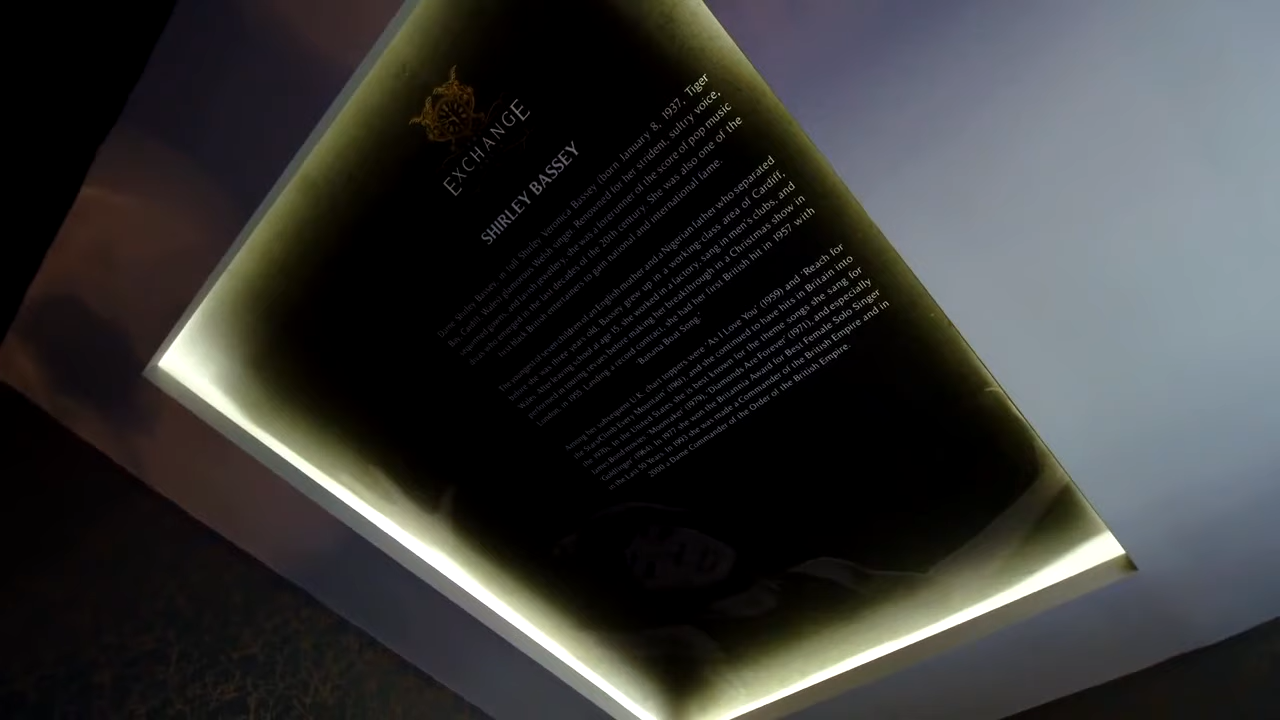 EXCHANGE
SHIRLEY BASSEY
Dame Shirley Bassey, in full Shirley Veronica Bassey (born January 8, 1937, Tiger
Bay, Cardiff, Wales) glamorous Welsh singer. Renowned for her strident, sultry voice,
gowns and lavish jewellery, she was a forerunner of the score of pop music
who emerged in the last decades of the 20th century. She was also one of the
first black British entertainers to gain national and international fame.
The youngest of seven children of an English mother and a Nigerian father who separated
before she was three years old, Bassey grew up in a working-class area of Cardiff,
Wales. After leaving school at age 15, she worked in a factory, sang in men's clubs, and
performed in touring revues before making her breakthrough in a Christmas show in
London in 1955. Landing a record contract, she had her first British hit in 1957 with
'Banana Boat Song.'
Among her subsequent U.K. chart toppers were 'As I Love You' (1959) and 'Reach for
the Stars/Climb Every Mountain' (1961), and she continued to have hits in Britain into
the 1970s. In the United States she is best known for the theme songs she sang for
James Bond movies: 'Moonraker' (1979), 'Diamonds Are Forever' (1971), and especially
'Goldfinger' (1964). In 1977 she won the Britannia Award for Best Female Solo Singer
in the Last 50 Years. In 1993 she was made a Commander of the British Empire and in
2000 a Dame Commander of the Order of the British Empire.